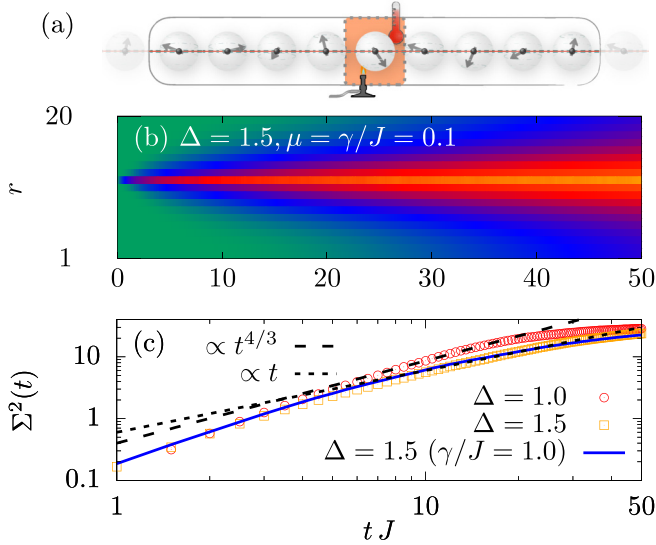 (a)
20
(b) Δ = 1.5, μ = γ/J = 0.1
r
1
0 10 20 30 40 50
(c)
∝ t^{4/3}
∝ t
10
Σ²(t)
1
Δ = 1.0
Δ = 1.5
Δ = 1.5 (γ/J = 1.0)
0.1
1 10 50
t J